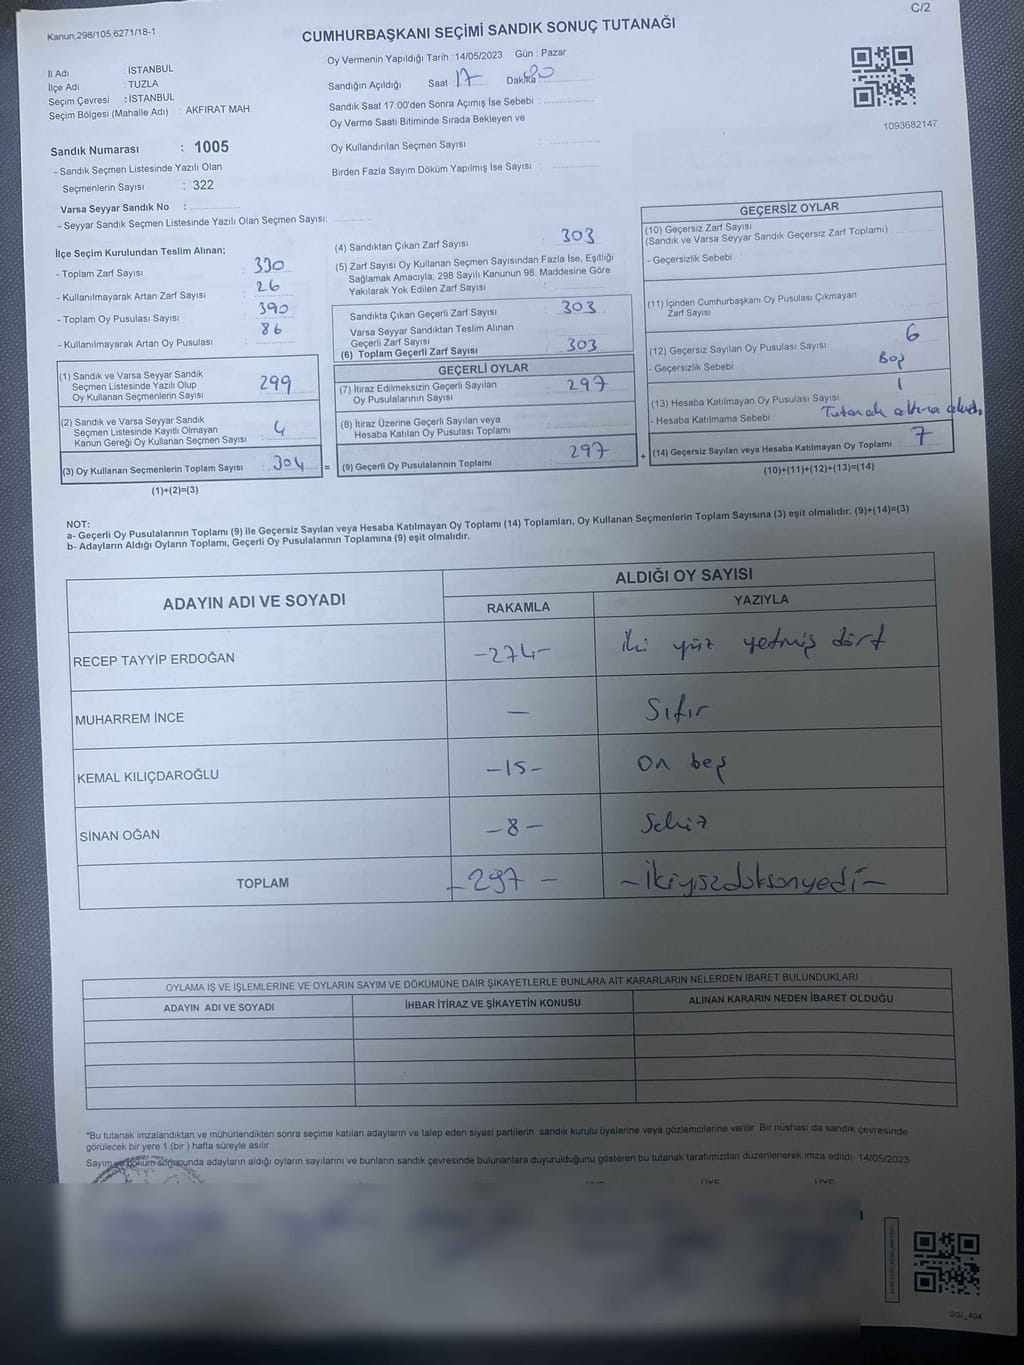 C/2
Kanun,298/105;6271/18-1
CUMHURBAŞKANI SEÇİMİ SANDIK SONUÇ TUTANAĞI
İl Adı : İSTANBUL
İlçe Adı : TUZLA
Seçim Çevresi : İSTANBUL
Seçim Bölgesi (Mahalle Adı) : AKFIRAT MAH.
Sandık Numarası : 1005
- Sandık Seçmen Listesinde Yazılı Olan
Seçmenlerin Sayısı : 322
Varsa Seyyar Sandık No :
- Seyyar Sandık Seçmen Listesinde Yazılı Olan Seçmen Sayısı:
Oy Vermenin Yapıldığı Tarih : 14/05/2023 Gün : Pazar
Sandığın Açıldığı Saat 17 Dakika 00
Sandık Saat 17:00'den Sonra Açımış İse Sebebi :
Oy Verme Saati Bitiminde Sırada Bekleyen ve
Oy Kullandırılan Seçmen Sayısı :
Birden Fazla Sayım Döküm Yapılmış İse Sayısı :
1093682147
İlçe Seçim Kurulundan Teslim Alınan;
- Toplam Zarf Sayısı : 330
- Kullanılmayarak Artan Zarf Sayısı : 26
- Toplam Oy Pusulası Sayısı : 390
- Kullanılmayarak Artan Oy Pusulası : 86
(1) Sandık ve Varsa Seyyar Sandık
Seçmen Listesinde Yazılı Olup
Oy Kullanan Seçmenlerin Sayısı : 299
(2) Sandık ve Varsa Seyyar Sandık
Seçmen Listesinde Kayıtlı Olmayan
Kanun Gereği Oy Kullanan Seçmen Sayısı : 4
(3) Oy Kullanan Seçmenlerin Toplam Sayısı : 304
(1)+(2)=(3)
(4) Sandıktan Çıkan Zarf Sayısı : 303
(5) Zarf Sayısı Oy Kullanan Seçmen Sayısından Fazla İse, Eşitliği
Sağlamak Amacıyla; 298 Sayılı Kanunun 98. Maddesine Göre
Yakılarak Yok Edilen Zarf Sayısı :
Sandıkta Çıkan Geçerli Zarf Sayısı : 303
Varsa Seyyar Sandıktan Teslim Alınan
Geçerli Zarf Sayısı :
(6) Toplam Geçerli Zarf Sayısı : 303
GEÇERLİ OYLAR
(7) İtiraz Edilmeksizin Geçerli Sayılan
Oy Pusulalarının Sayısı : 297
(8) İtiraz Üzerine Geçerli Sayılan veya
Hesaba Katılan Oy Pusulası Toplamı :
= (9) Geçerli Oy Pusulalarının Toplamı : 297
GEÇERSİZ OYLAR
(10) Geçersiz Zarf Sayısı
(Sandık ve Varsa Seyyar Sandık Geçersiz Zarf Toplamı) :
- Geçersizlik Sebebi :
(11) İçinden Cumhurbaşkanı Oy Pusulası Çıkmayan
Zarf Sayısı :
(12) Geçersiz Sayılan Oy Pusulası Sayısı : 6
- Geçersizlik Sebebi : Boş
(13) Hesaba Katılmayan Oy Pusulası Sayısı : 1
- Hesaba Katılmama Sebebi : Tutanak altına alındı
+ (14) Geçersiz Sayılan veya Hesaba Katılmayan Oy Toplamı : 7
(10)+(11)+(12)+(13)=(14)
NOT:
a- Geçerli Oy Pusulalarının Toplamı (9) ile Geçersiz Sayılan veya Hesaba Katılmayan Oy Toplamı (14) Toplamları, Oy Kullanan Seçmenlerin Toplam Sayısına (3) eşit olmalıdır. (9)+(14)=(3)
b- Adayların Aldığı Oyların Toplamı, Geçerli Oy Pusulalarının Toplamına (9) eşit olmalıdır.
ADAYIN ADI VE SOYADI ALDIĞI OY SAYISI
RAKAMLA YAZIYLA
RECEP TAYYİP ERDOĞAN -274- İki yüz yetmiş dört
MUHARREM İNCE - Sıfır
KEMAL KILIÇDAROĞLU -15- On beş
SİNAN OĞAN -8- Sekiz
TOPLAM -297- -İkiyüzdoksanyedi-
OYLAMA İŞ VE İŞLEMLERİNE VE OYLARIN SAYIM VE DÖKÜMÜNE DAİR ŞİKAYETLERLE BUNLARA AİT KARARLARIN NELERDEN İBARET BULUNDUKLARI
ADAYIN ADI VE SOYADI İHBAR İTİRAZ VE ŞİKAYETİN KONUSU ALINAN KARARIN NEDEN İBARET OLDUĞU
*Bu tutanak imzalandıktan ve mühürlendikten sonra seçime katılan adayların ve talep eden siyasi partilerin sandık kurulu üyelerine veya gözlemcilerine verilir. Bir nüshası da sandık çevresinde
görülecek bir yere 1 (bir) hafta süreyle asılır.
Sayım ve döküm sonucunda adayların aldığı oyların sayılarını ve bunların sandık çevresinde bulunanlara duyurulduğunu gösteren bu tutanak tarafımızdan düzenlenerek imza edildi. 14/05/2023